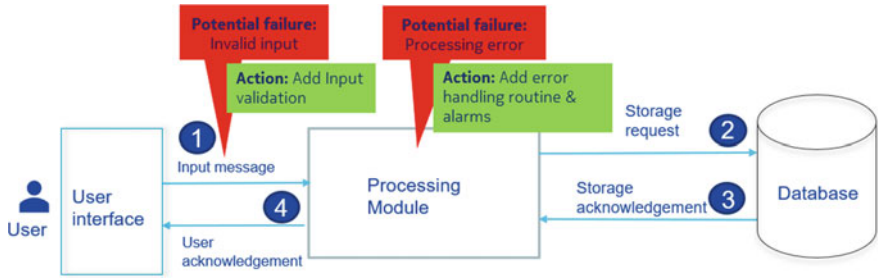 Potential failure:
Invalid input
Action: Add Input
validation
Potential failure:
Processing error
Action: Add error
handling routine &
alarms
User
User
interface
1
Input message
4
User
acknowledgement
Processing
Module
Storage
request
2
Storage
acknowledgement
3
Database